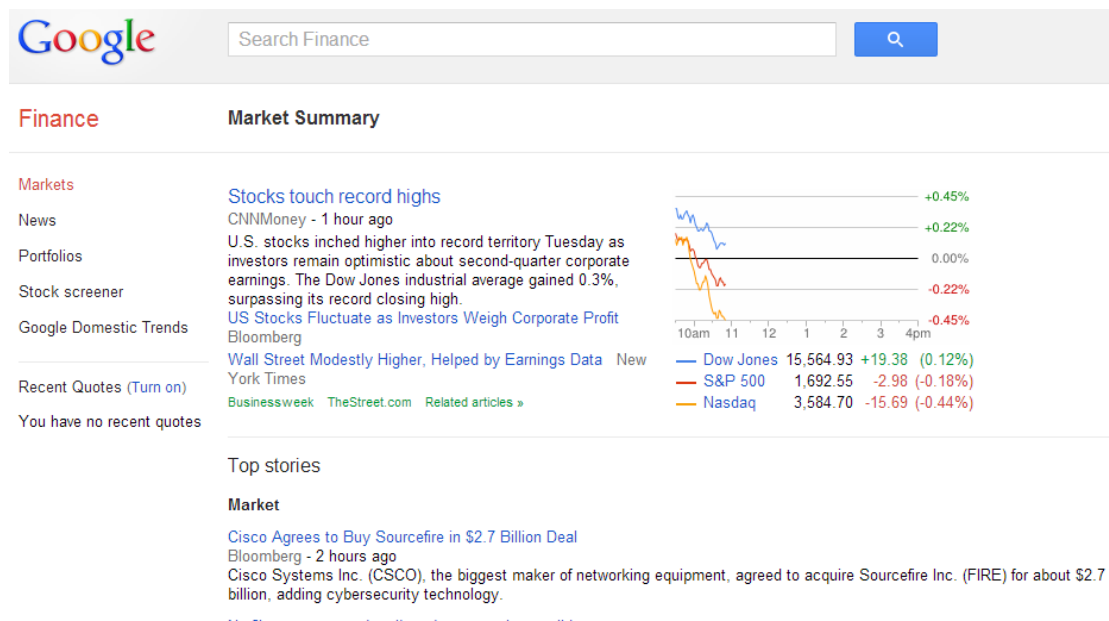 Google
Search Finance
Finance
Market Summary
Markets
News
Portfolios
Stock screener
Google Domestic Trends
Recent Quotes (Turn on)
You have no recent quotes
Stocks touch record highs
CNNMoney - 1 hour ago
U.S. stocks inched higher into record territory Tuesday as
investors remain optimistic about second-quarter corporate
earnings. The Dow Jones industrial average gained 0.3%,
surpassing its record closing high.
US Stocks Fluctuate as Investors Weigh Corporate Profit
Bloomberg
Wall Street Modestly Higher, Helped by Earnings Data New
York Times
Businessweek TheStreet.com Related articles »
+0.45%
+0.22%
0.00%
-0.22%
-0.45%
10am 11 12 1 2 3 4pm
Dow Jones 15,564.93 +19.38 (0.12%)
S&P 500 1,692.55 -2.98 (-0.18%)
Nasdaq 3,584.70 -15.69 (-0.44%)
Top stories
Market
Cisco Agrees to Buy Sourcefire in $2.7 Billion Deal
Bloomberg - 2 hours ago
Cisco Systems Inc. (CSCO), the biggest maker of networking equipment, agreed to acquire Sourcefire Inc. (FIRE) for about $2.7
billion, adding cybersecurity technology.